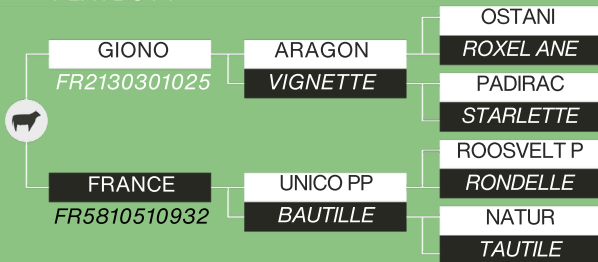 OSTANI
GIONO
ARAGON
ROXEL ANE
FR2130301025
VIGNETTE
PADIRAC
STARLETTE
ROOSVELT P
FRANCE
UNICO PP
RONDELLE
FR5810510932
BAUTILLE
NATUR
TAUTILE